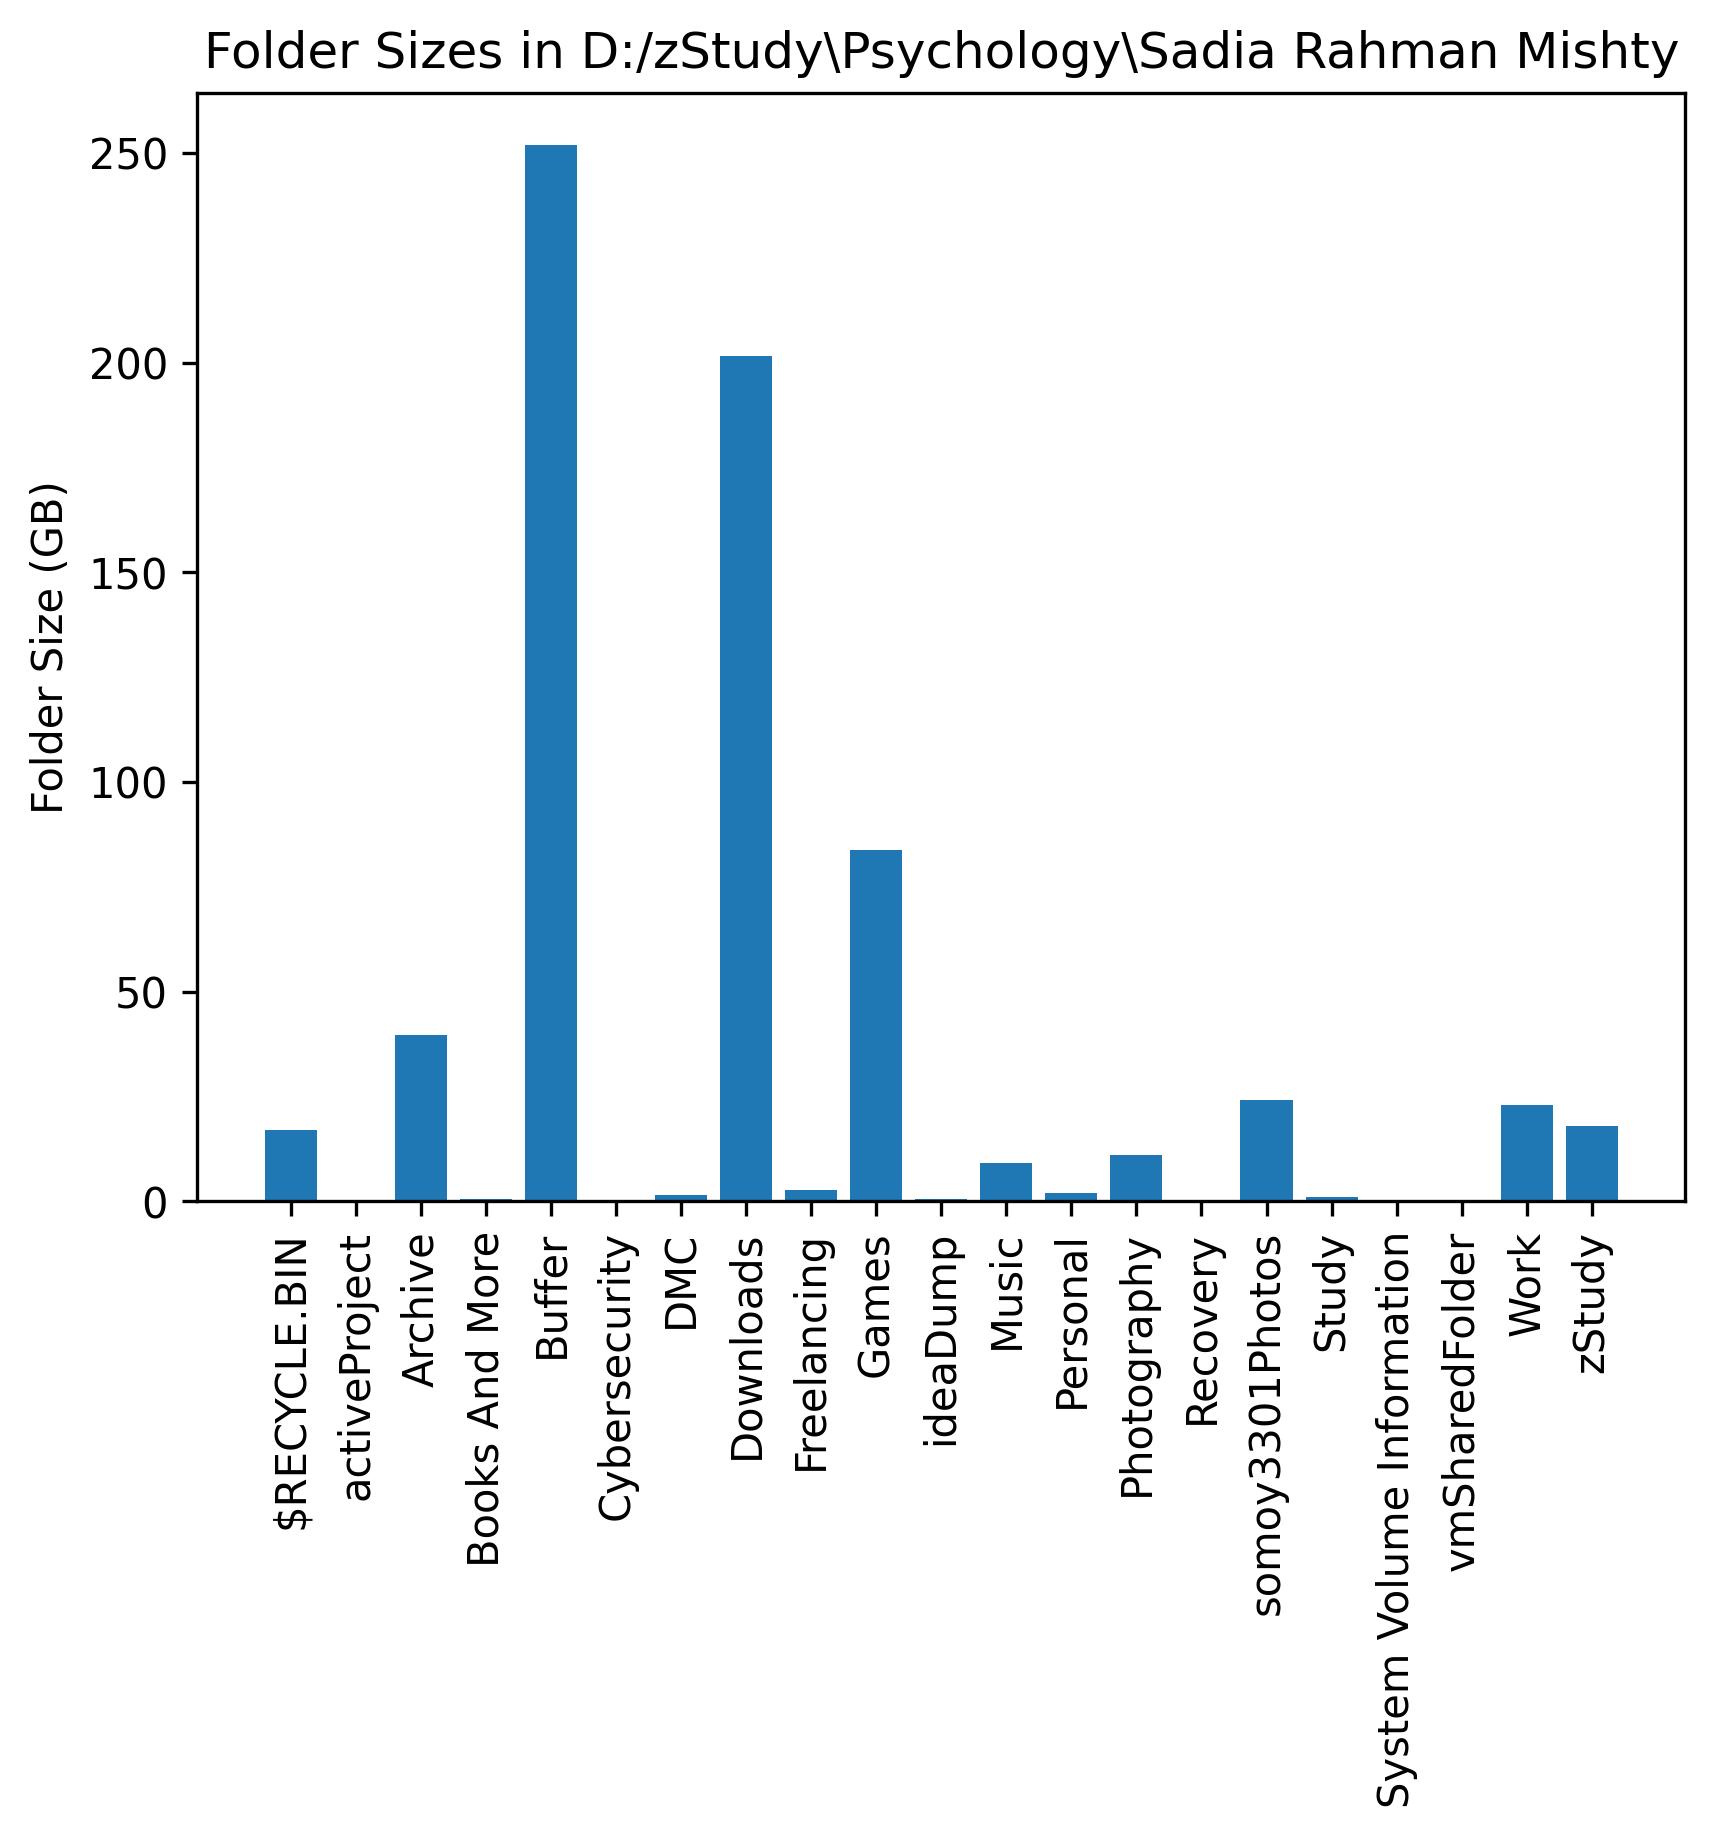 Folder Sizes in D:/zStudy\Psychology\Sadia Rahman Mishty
Folder Size (GB)
250
200
150
100
50
0
$RECYCLE.BIN
activeProject
Archive
Books And More
Buffer
Cybersecurity
DMC
Downloads
Freelancing
Games
ideaDump
Music
Personal
Photography
Recovery
somoy3301Photos
Study
System Volume Information
vmSharedFolder
Work
zStudy